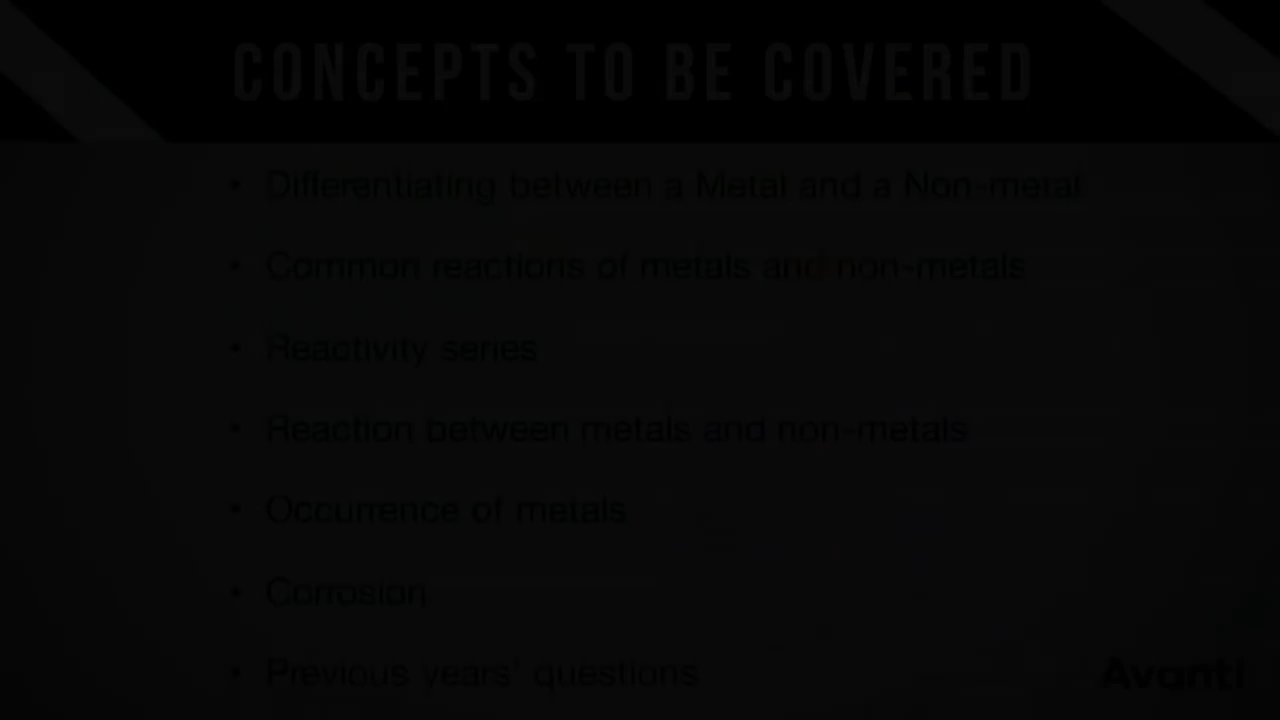 CONCEPTS TO BE COVERED
• Differentiating between a Metal and a Non-metal
• Common reactions of metals and non-metals
• Reactivity series
• Reaction between metals and non-metals
• Occurrence of metals
• Corrosion
• Previous years' questions
Avanti